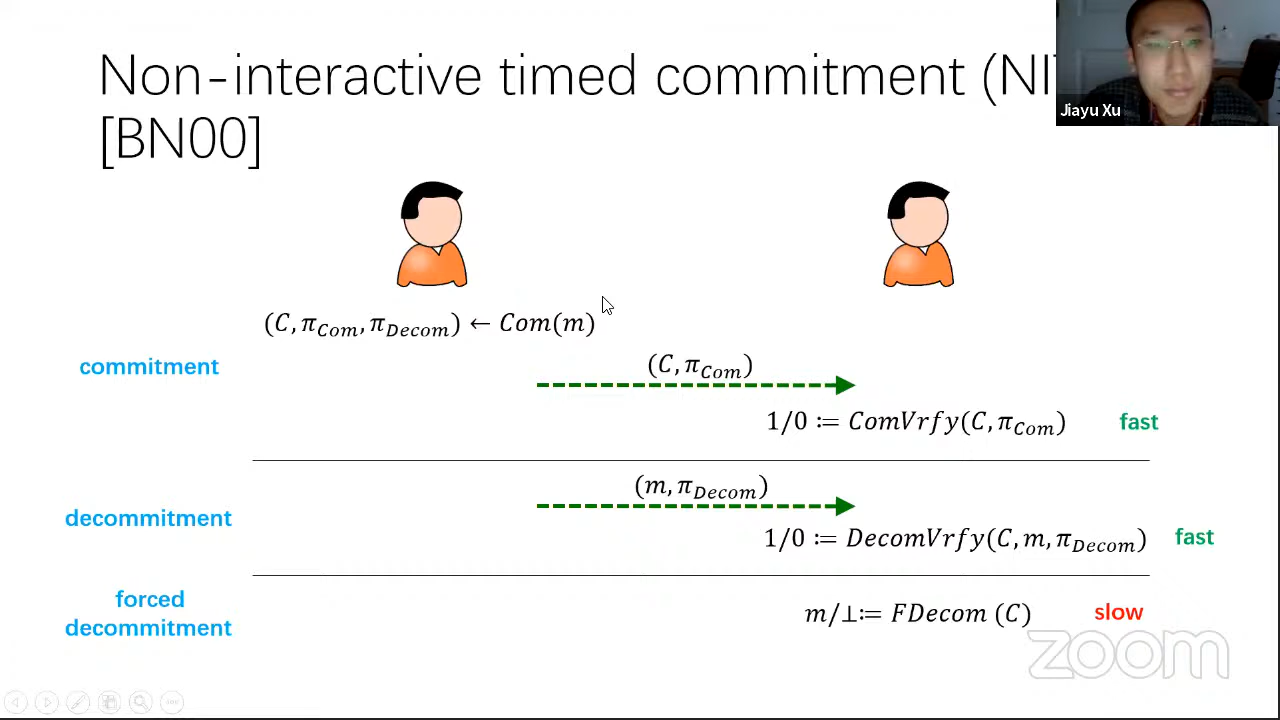 Non-interactive timed commitment (NI
[BN00]
Jiayu Xu
(C, π_Com, π_Decom) ← Com(m)
commitment
(C, π_Com)
1/0 ≔ ComVrfy(C, π_Com)
fast
(m, π_Decom)
decommitment
1/0 ≔ DecomVrfy(C, m, π_Decom)
fast
forced
decommitment
m/⊥≔ FDecom (C)
slow
zoom